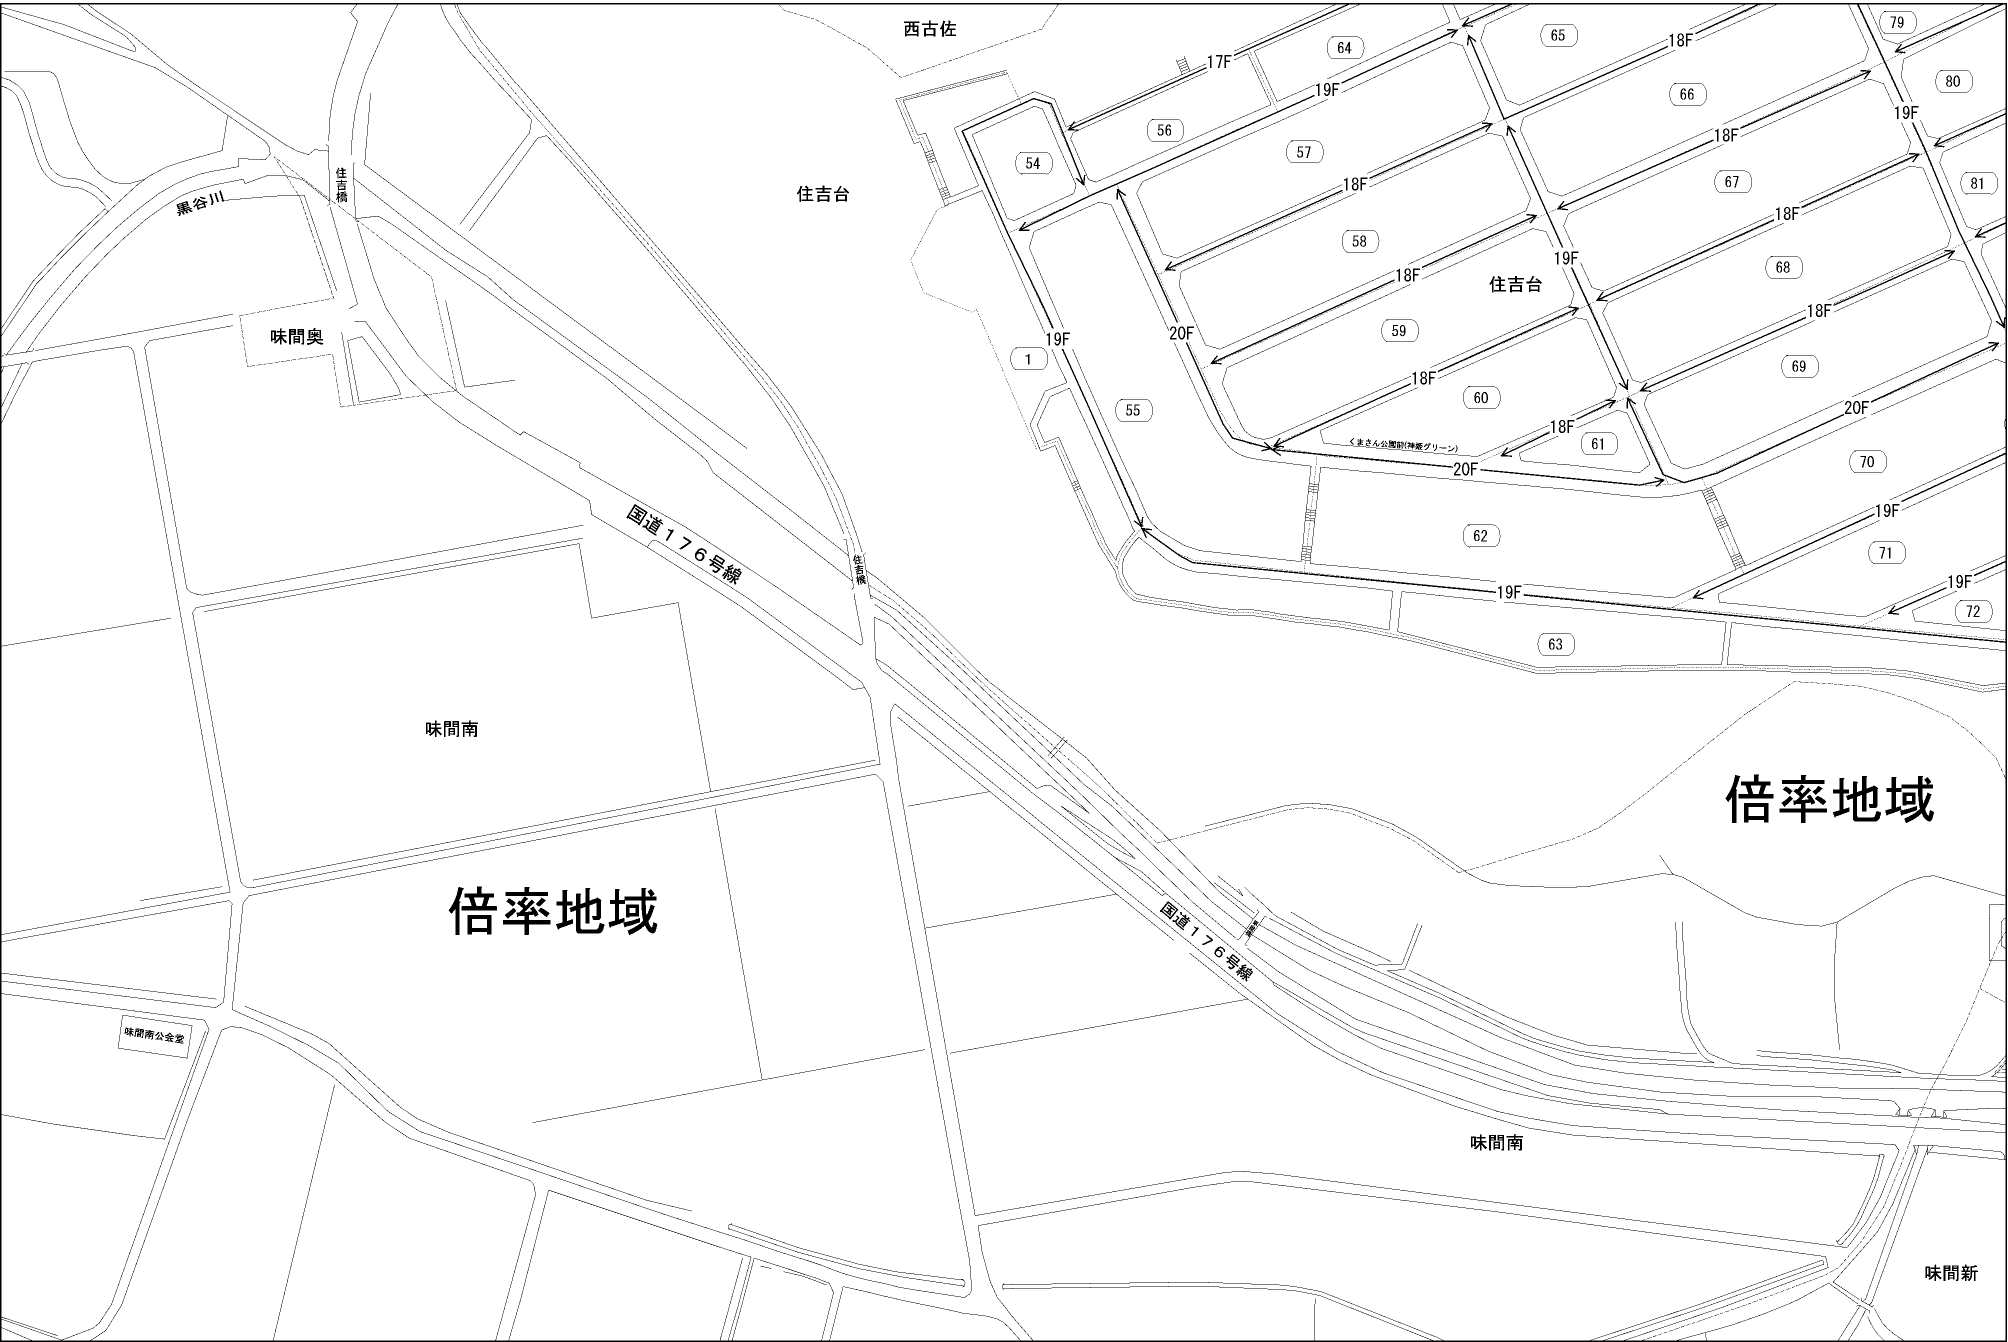 西古佐
64
65
18F
79
17F
19F
66
80
19F
56
57
18F
54
18F
67
81
住吉橋
住吉台
黒谷川
58
18F
68
19F
18F
住吉台
18F
味間奥
59
20F
19F
1
69
18F
60
55
20F
18F
61
くまさん公園前(神姫グリーン)
20F
70
19F
国道176号線
62
71
住吉橋
19F
19F
72
63
味間南
倍率地域
倍率地域
国道176号線
味間南公会堂
味間南
味間新